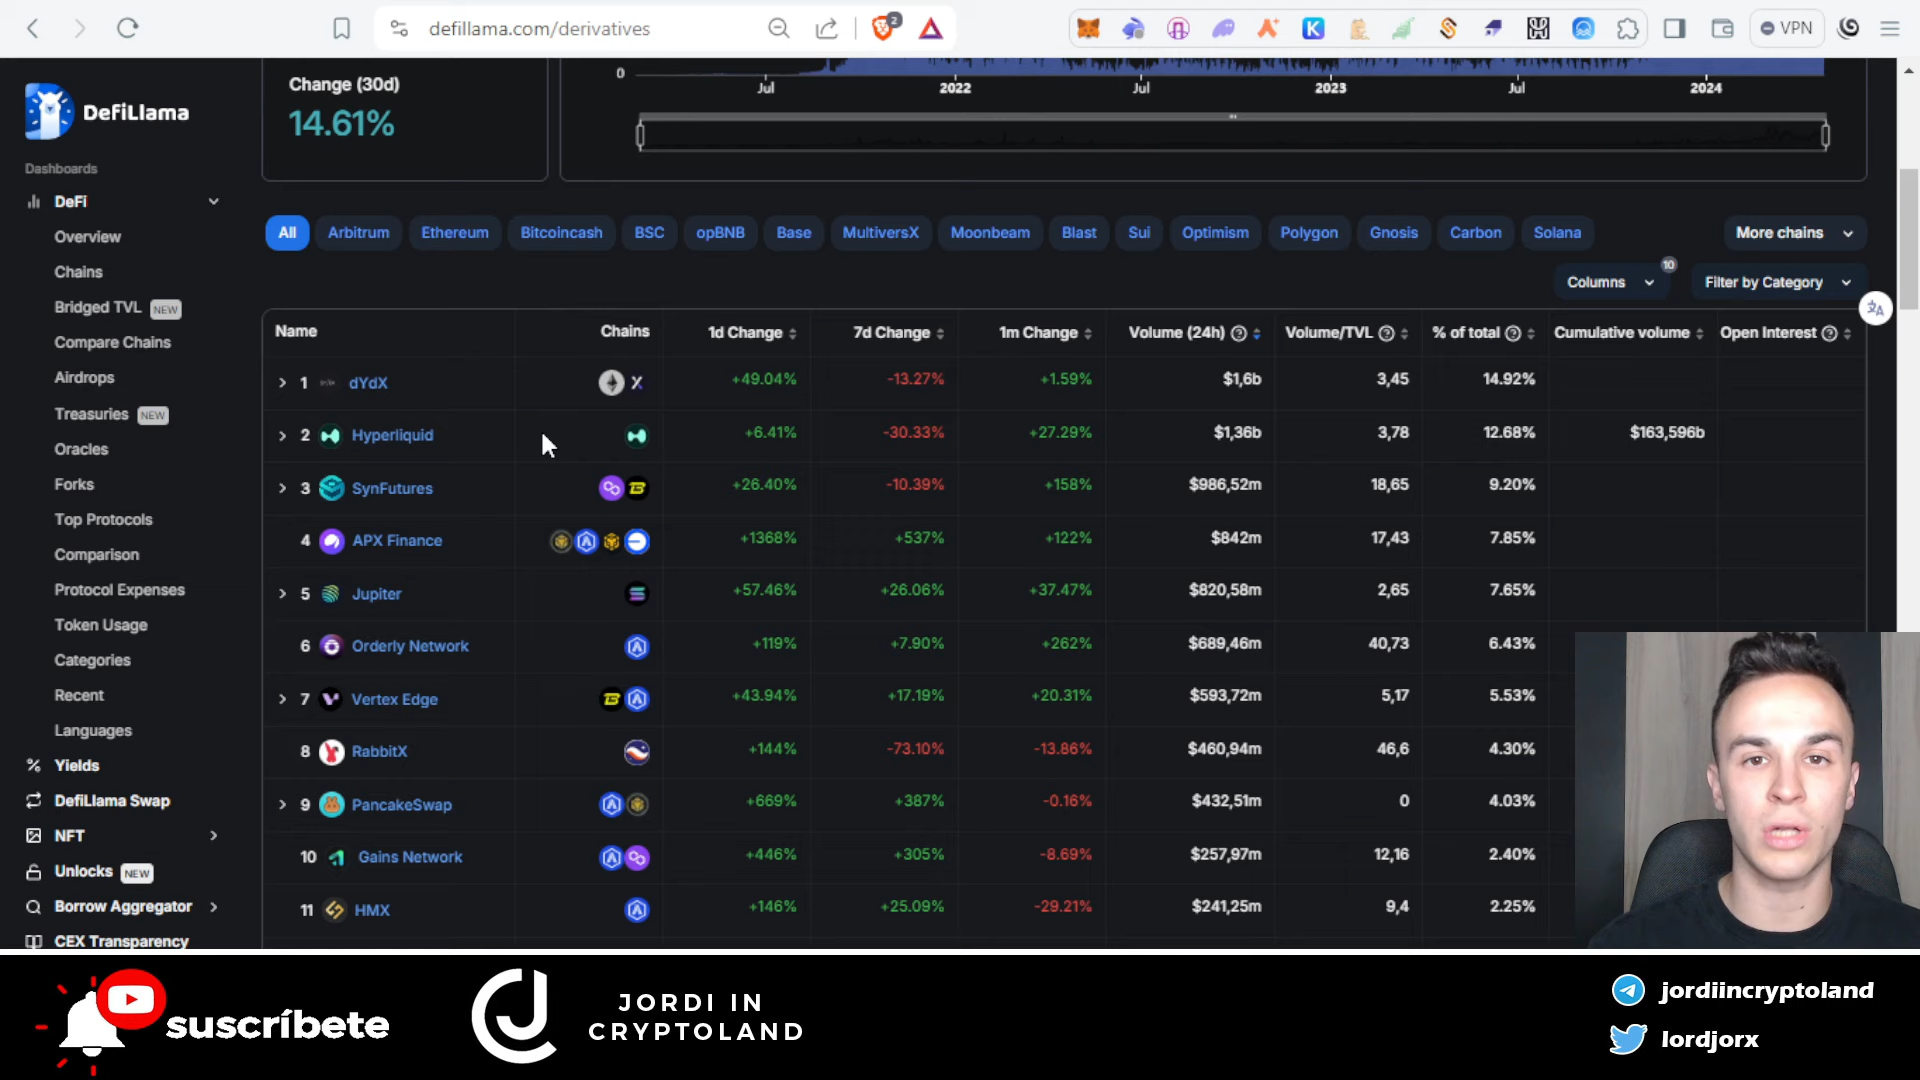 defillama.com/derivatives
2
VPN
DefiLlama
Dashboards
DeFi
Overview
Chains
Bridged TVL NEW
Compare Chains
Airdrops
Treasuries NEW
Oracles
Forks
Top Protocols
Comparison
Protocol Expenses
Token Usage
Categories
Recent
Languages
Yields
DefiLlama Swap
NFT
Unlocks NEW
Borrow Aggregator
CEX Transparency
Change (30d)
14.61%
0
Jul 2022 Jul 2023 Jul 2024
All Arbitrum Ethereum Bitcoincash BSC opBNB Base MultiversX Moonbeam Blast Sui Optimism Polygon Gnosis Carbon Solana More chains
Columns 10 Filter by Category
Name Chains 1d Change 7d Change 1m Change Volume (24h) Volume/TVL % of total Cumulative volume Open Interest
1 dYdX +49.04% -13.27% +1.59% $1,6b 3,45 14.92%
2 Hyperliquid +6.41% -30.33% +27.29% $1,36b 3,78 12.68% $163,596b
3 SynFutures +26.40% -10.39% +158% $986,52m 18,65 9.20%
4 APX Finance +1368% +537% +122% $842m 17,43 7.85%
5 Jupiter +57.46% +26.06% +37.47% $820,58m 2,65 7.65%
6 Orderly Network +119% +7.90% +262% $689,46m 40,73 6.43%
7 Vertex Edge +43.94% +17.19% +20.31% $593,72m 5,17 5.53%
8 RabbitX +144% -73.10% -13.86% $460,94m 46,6 4.30%
9 PancakeSwap +669% +387% -0.16% $432,51m 0 4.03%
10 Gains Network +446% +305% -8.69% $257,97m 12,16 2.40%
11 HMX +146% +25.09% -29.21% $241,25m 9,4 2.25%
suscríbete
JORDI IN
CRYPTOLAND
jordiincryptoland
lordjorx